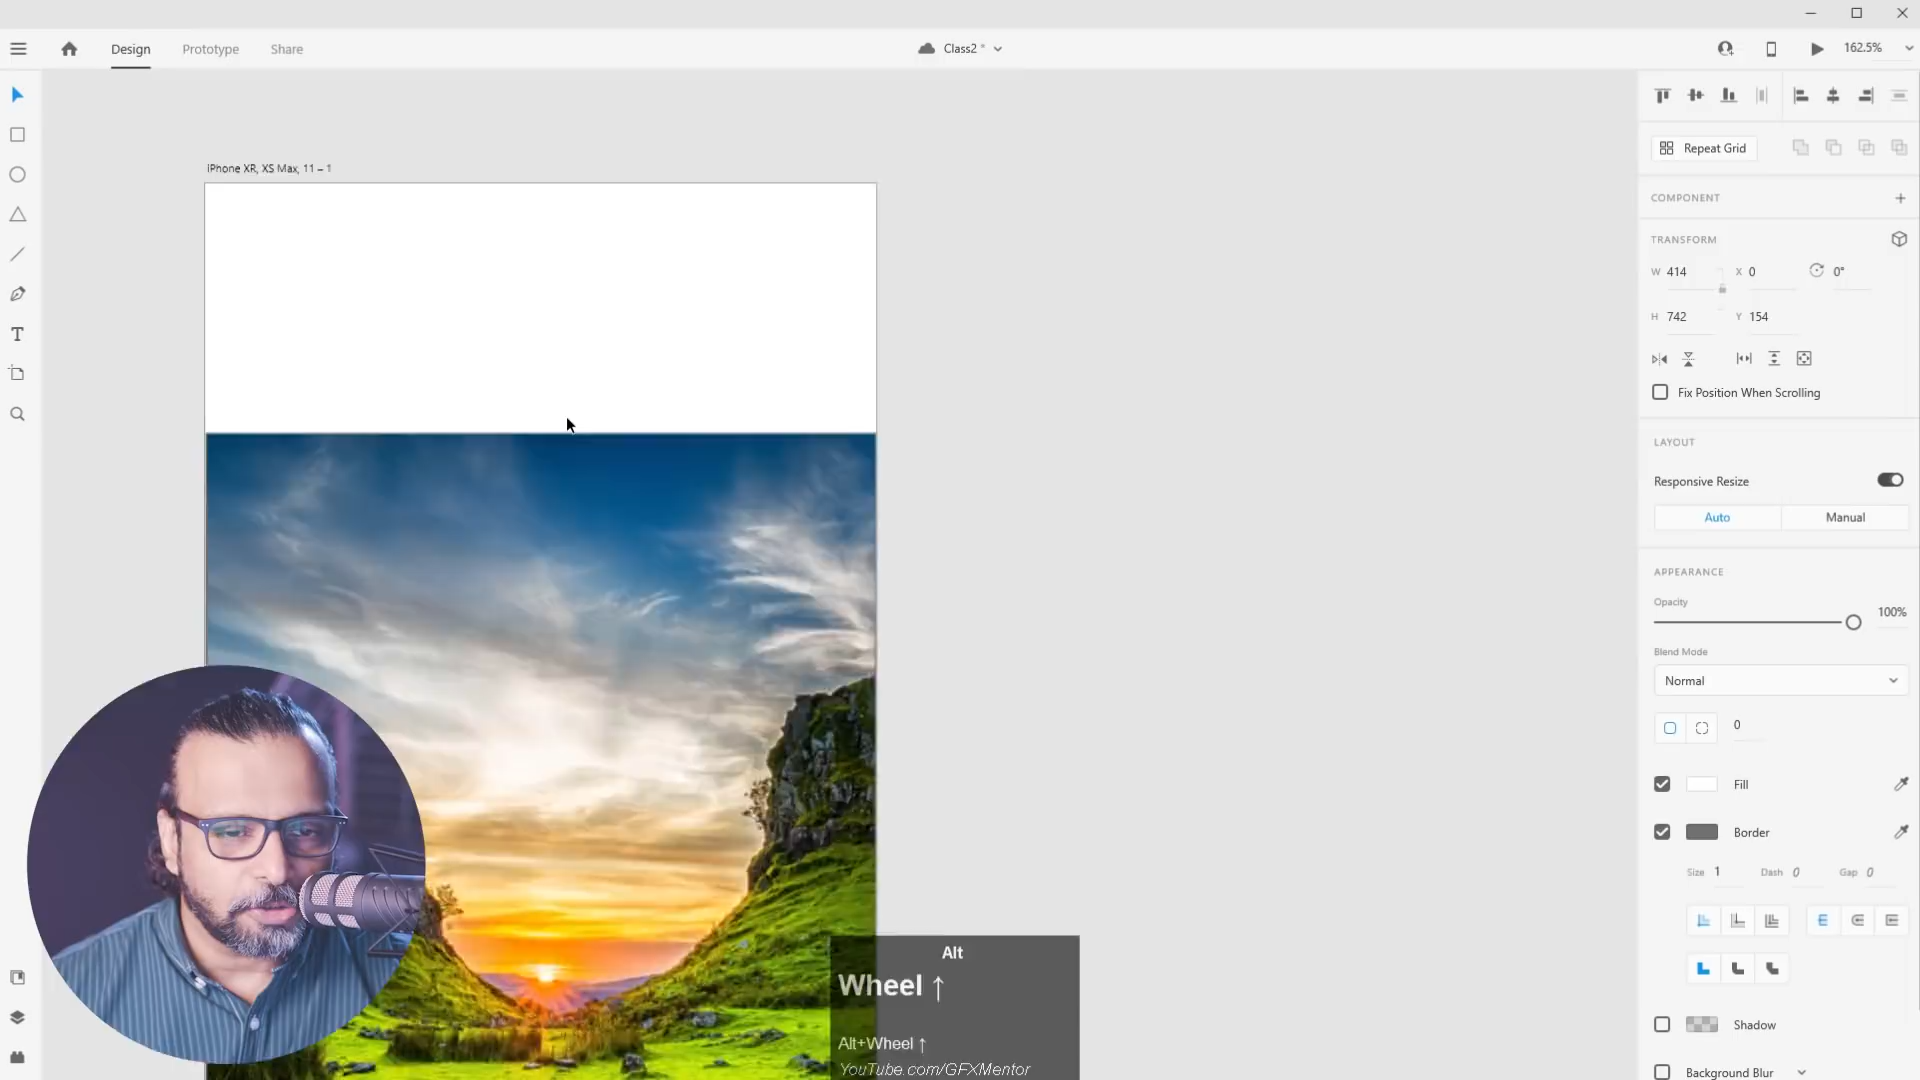 Design
Prototype
Share
Class2 *
162.5%
iPhone XR, XS Max, 11 – 1
Repeat Grid
COMPONENT
TRANSFORM
W 414
X 0
0°
H 742
Y 154
Fix Position When Scrolling
LAYOUT
Responsive Resize
Auto
Manual
APPEARANCE
Opacity
100%
Blend Mode
Normal
0
Fill
Border
Size 1
Dash 0
Gap 0
Shadow
Background Blur
T
Alt
Wheel ↑
Alt+Wheel ↑
YouTube.com/GFXMentor